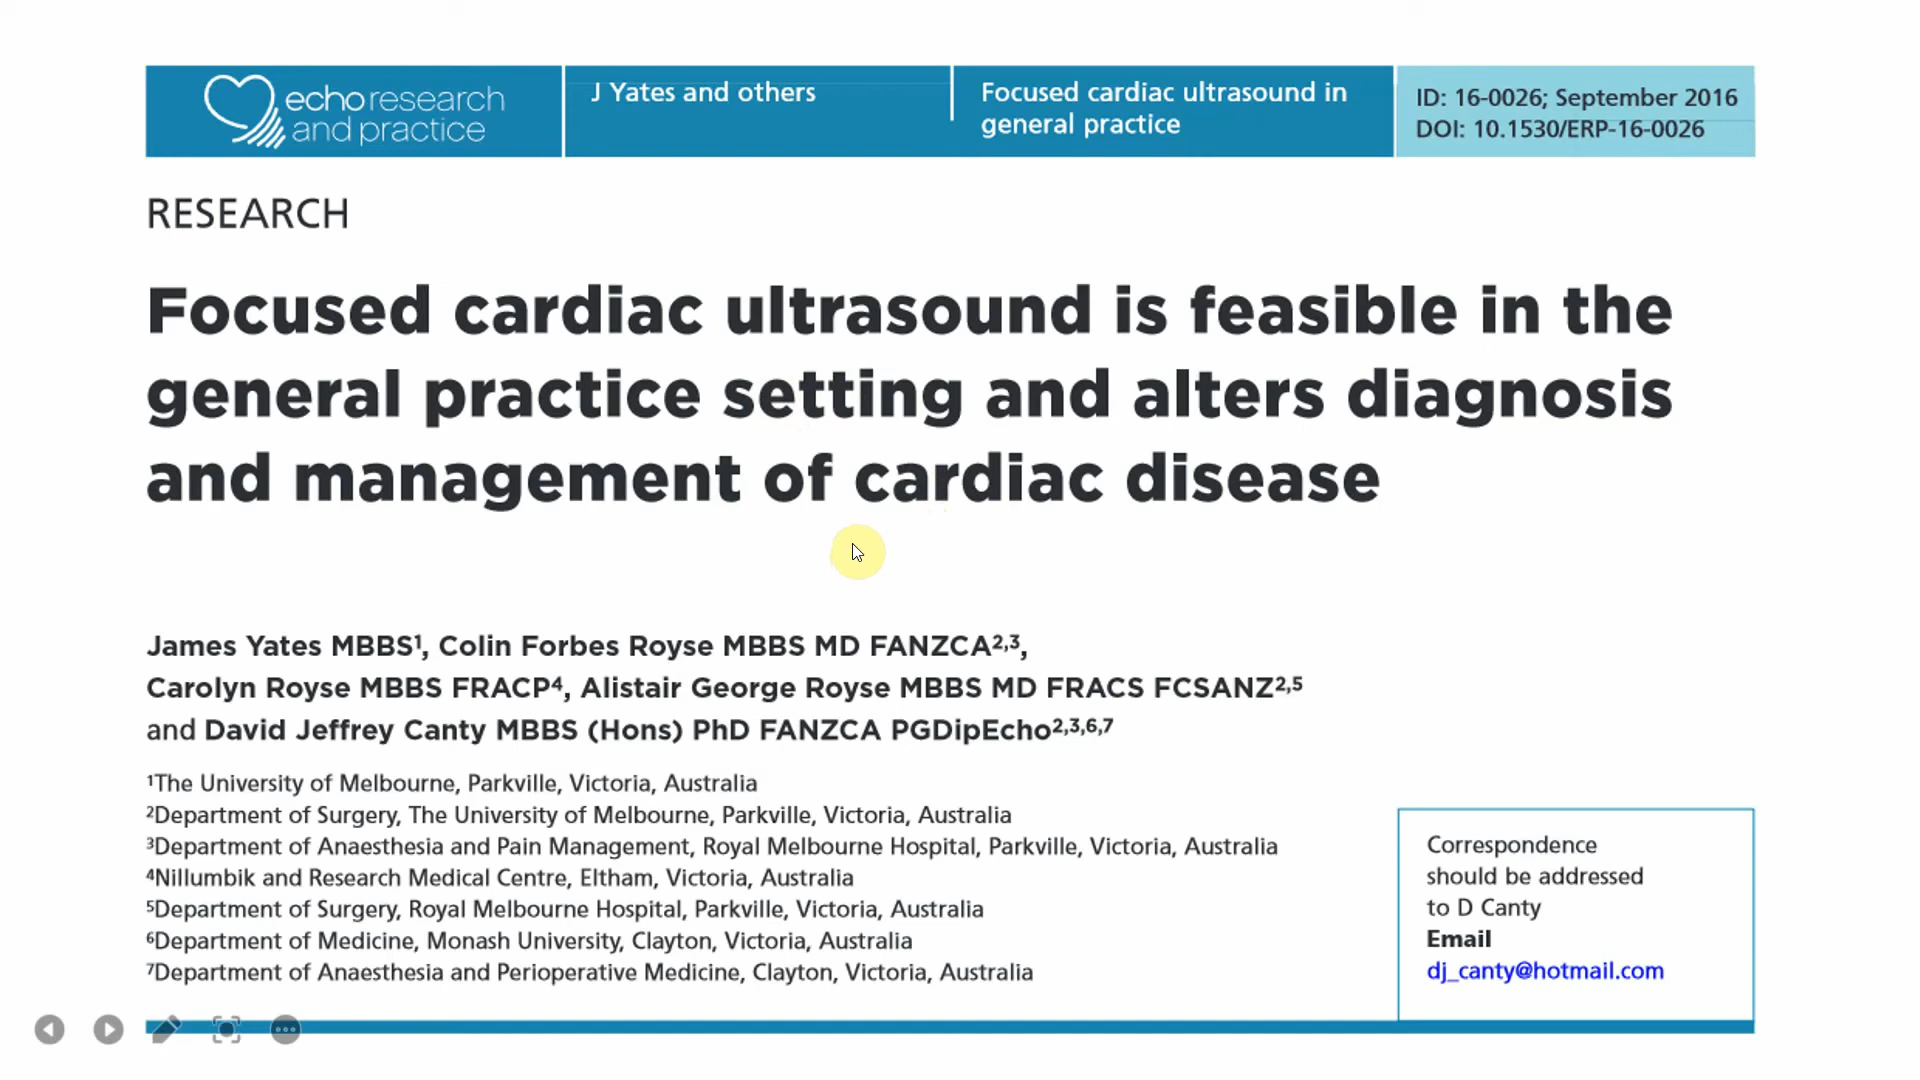 echo research
and practice
J Yates and others
Focused cardiac ultrasound in
general practice
ID: 16-0026; September 2016
DOI: 10.1530/ERP-16-0026
RESEARCH
Focused cardiac ultrasound is feasible in the
general practice setting and alters diagnosis
and management of cardiac disease
James Yates MBBS¹, Colin Forbes Royse MBBS MD FANZCA²,³,
Carolyn Royse MBBS FRACP⁴, Alistair George Royse MBBS MD FRACS FCSANZ²,⁵
and David Jeffrey Canty MBBS (Hons) PhD FANZCA PGDipEcho²,³,⁶,⁷
¹The University of Melbourne, Parkville, Victoria, Australia
²Department of Surgery, The University of Melbourne, Parkville, Victoria, Australia
³Department of Anaesthesia and Pain Management, Royal Melbourne Hospital, Parkville, Victoria, Australia
⁴Nillumbik and Research Medical Centre, Eltham, Victoria, Australia
⁵Department of Surgery, Royal Melbourne Hospital, Parkville, Victoria, Australia
⁶Department of Medicine, Monash University, Clayton, Victoria, Australia
⁷Department of Anaesthesia and Perioperative Medicine, Clayton, Victoria, Australia
Correspondence
should be addressed
to D Canty
Email
dj_canty@hotmail.com